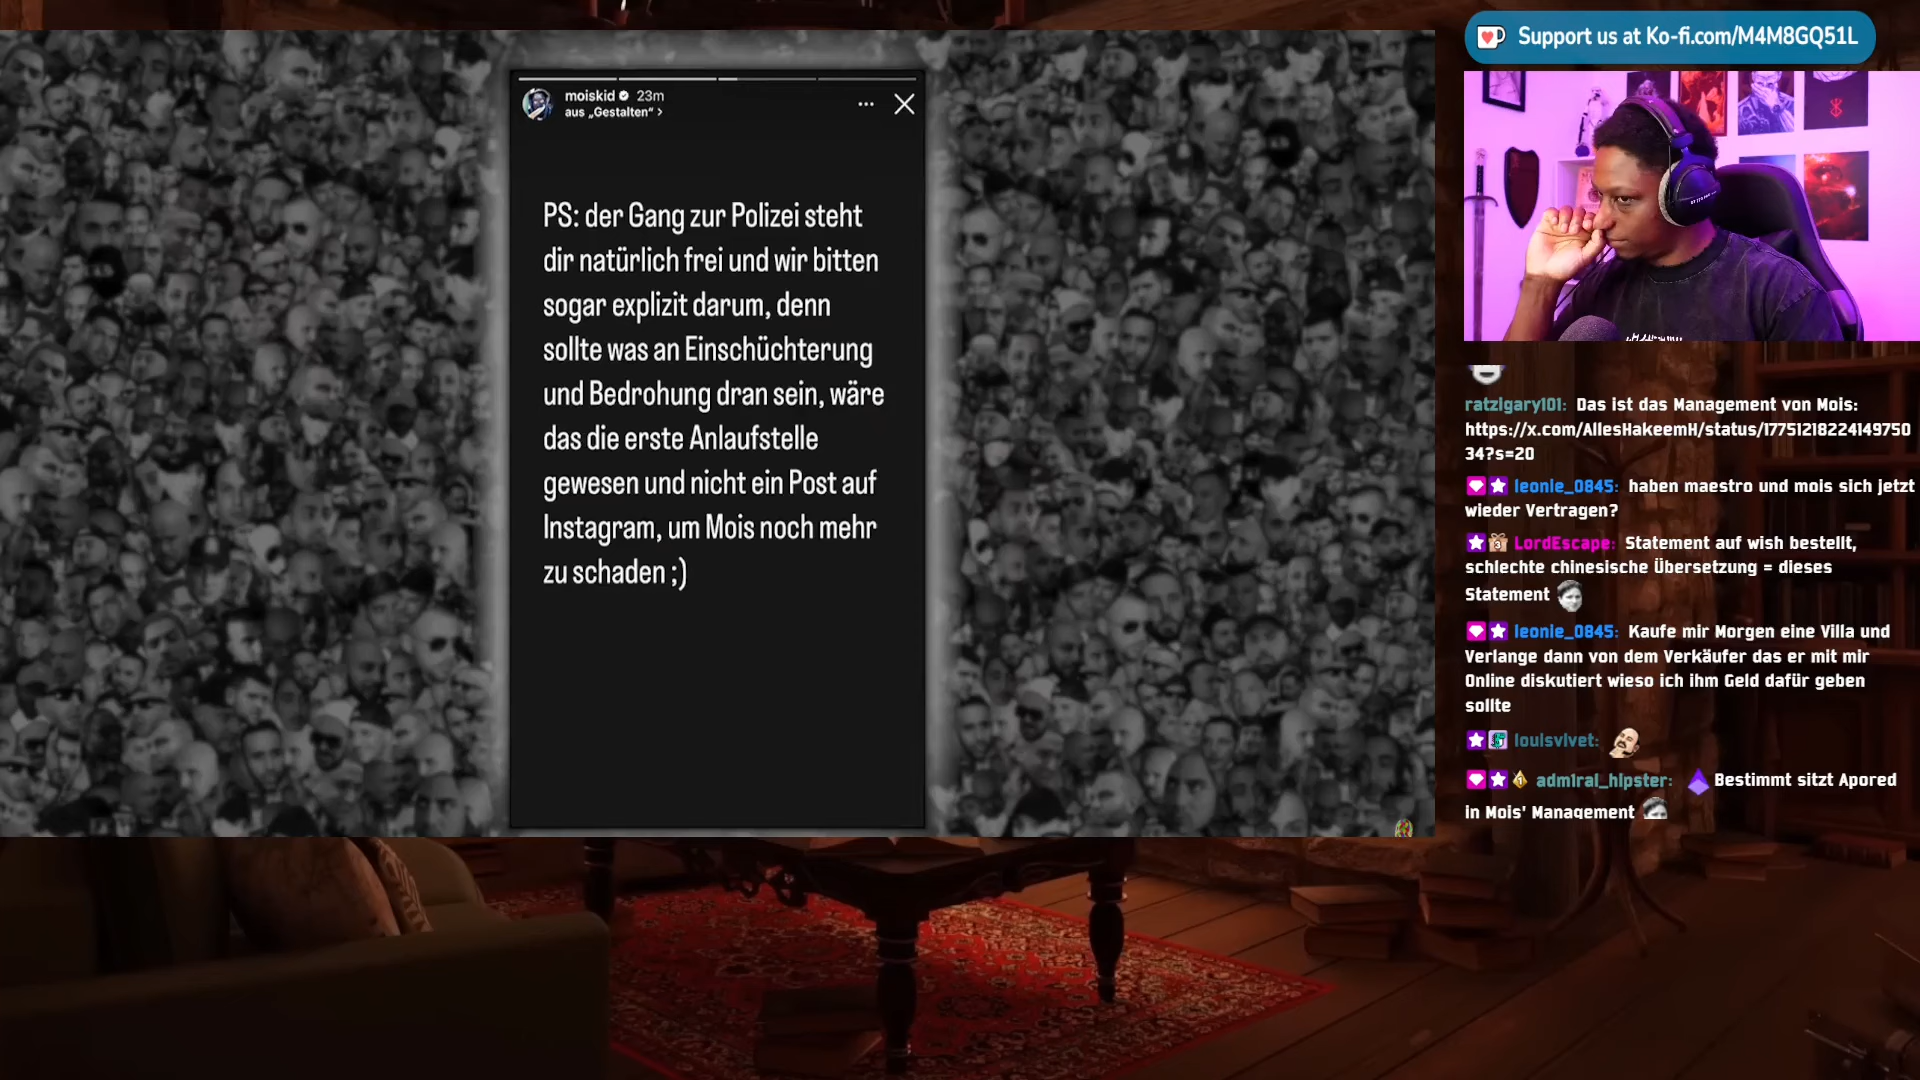 Support us at Ko-fi.com/M4M8GQ51L
moiskid 23m
aus „Gestalten“ >
PS: der Gang zur Polizei steht
dir natürlich frei und wir bitten
sogar explizit darum, denn
sollte was an Einschüchterung
und Bedrohung dran sein, wäre
das die erste Anlaufstelle
gewesen und nicht ein Post auf
Instagram, um Mois noch mehr
zu schaden ;)
ratzigary101: Das ist das Management von Mois:
https://x.com/AllesHakeemH/status/17751218224149750
34?s=20
leonie_0845: haben maestro und mois sich jetzt
wieder Vertragen?
LordEscape: Statement auf wish bestellt,
schlechte chinesische Übersetzung = dieses
Statement
leonie_0845: Kaufe mir Morgen eine Villa und
Verlange dann von dem Verkäufer das er mit mir
Online diskutiert wieso ich ihm Geld dafür geben
sollte
louisvivet:
adm1ral_hipster: Bestimmt sitzt Apored
in Mois' Management